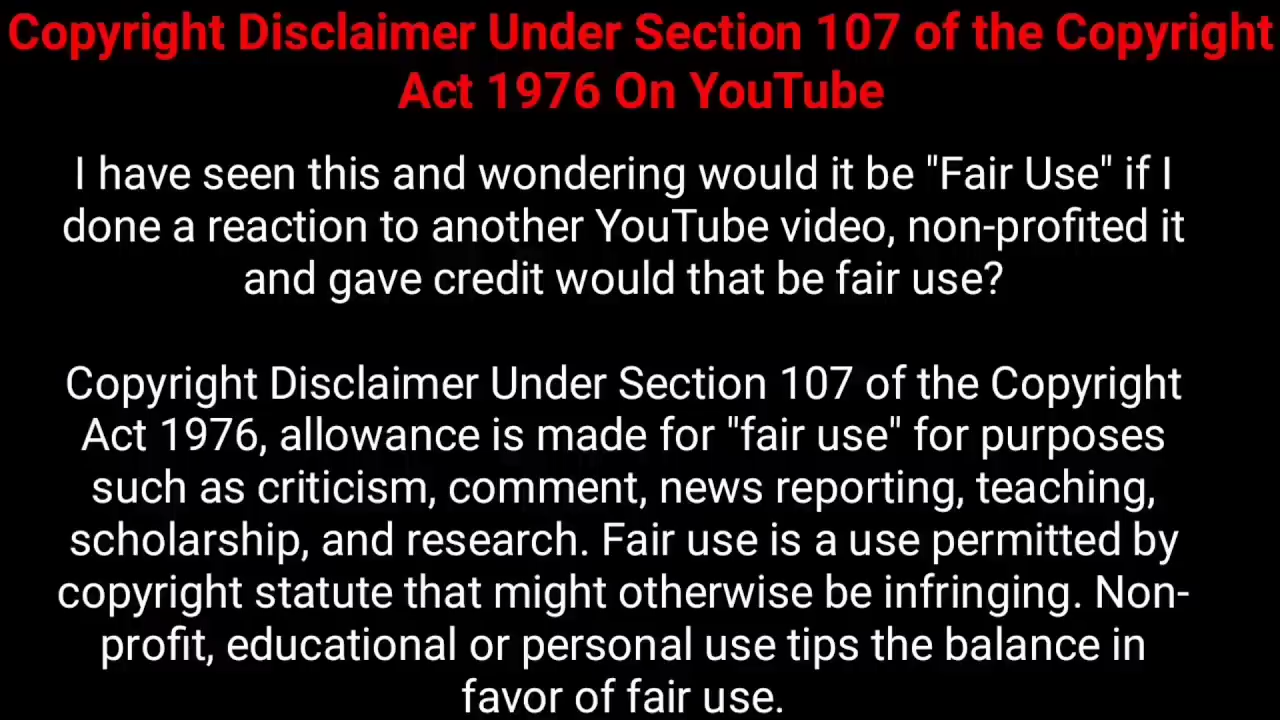 Copyright Disclaimer Under Section 107 of the Copyright
Act 1976 On YouTube
I have seen this and wondering would it be "Fair Use" if I
done a reaction to another YouTube video, non-profited it
and gave credit would that be fair use?
Copyright Disclaimer Under Section 107 of the Copyright
Act 1976, allowance is made for "fair use" for purposes
such as criticism, comment, news reporting, teaching,
scholarship, and research. Fair use is a use permitted by
copyright statute that might otherwise be infringing. Non-
profit, educational or personal use tips the balance in
favor of fair use.